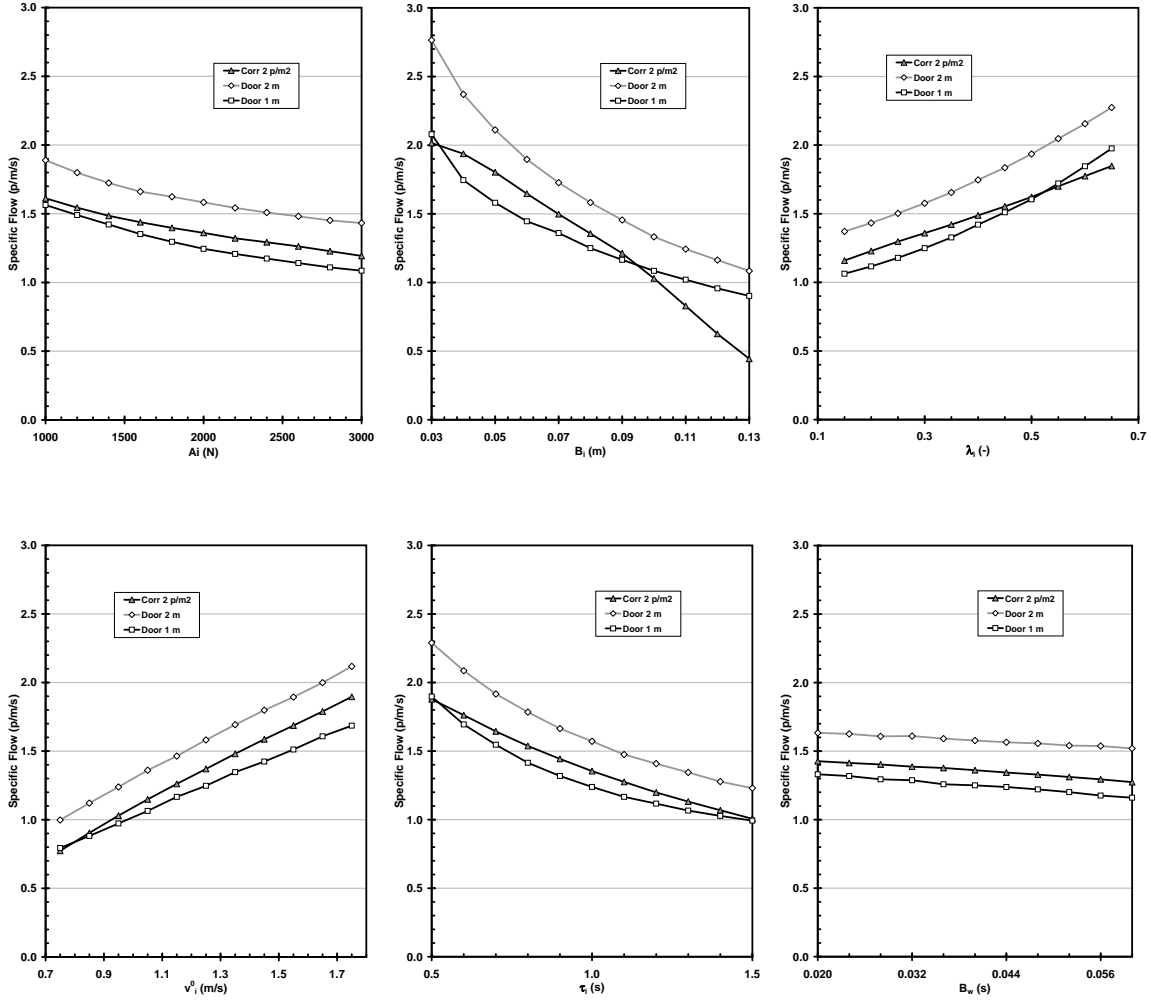 3.0
2.5
2.0
1.5
1.0
0.5
0.0
Specific Flow (p/m/s)
Corr 2 p/m2
Door 2 m
Door 1 m
1000 1500 2000 2500 3000
Ai (N)
3.0
2.5
2.0
1.5
1.0
0.5
0.0
Specific Flow (p/m/s)
Corr 2 p/m2
Door 2 m
Door 1 m
0.03 0.05 0.07 0.09 0.11 0.13
Bi (m)
3.0
2.5
2.0
1.5
1.0
0.5
0.0
Specific Flow (p/m/s)
Corr 2 p/m2
Door 2 m
Door 1 m
0.1 0.3 0.5 0.7
λi (-)
3.0
2.5
2.0
1.5
1.0
0.5
0.0
Specific Flow (p/m/s)
Corr 2 p/m2
Door 2 m
Door 1 m
0.7 0.9 1.1 1.3 1.5 1.7
v0i (m/s)
3.0
2.5
2.0
1.5
1.0
0.5
0.0
Specific Flow (p/m/s)
Corr 2 p/m2
Door 2 m
Door 1 m
0.5 1.0 1.5
τi (s)
3.0
2.5
2.0
1.5
1.0
0.5
0.0
Specific Flow (p/m/s)
Corr 2 p/m2
Door 2 m
Door 1 m
0.020 0.032 0.044 0.056
Bw (s)